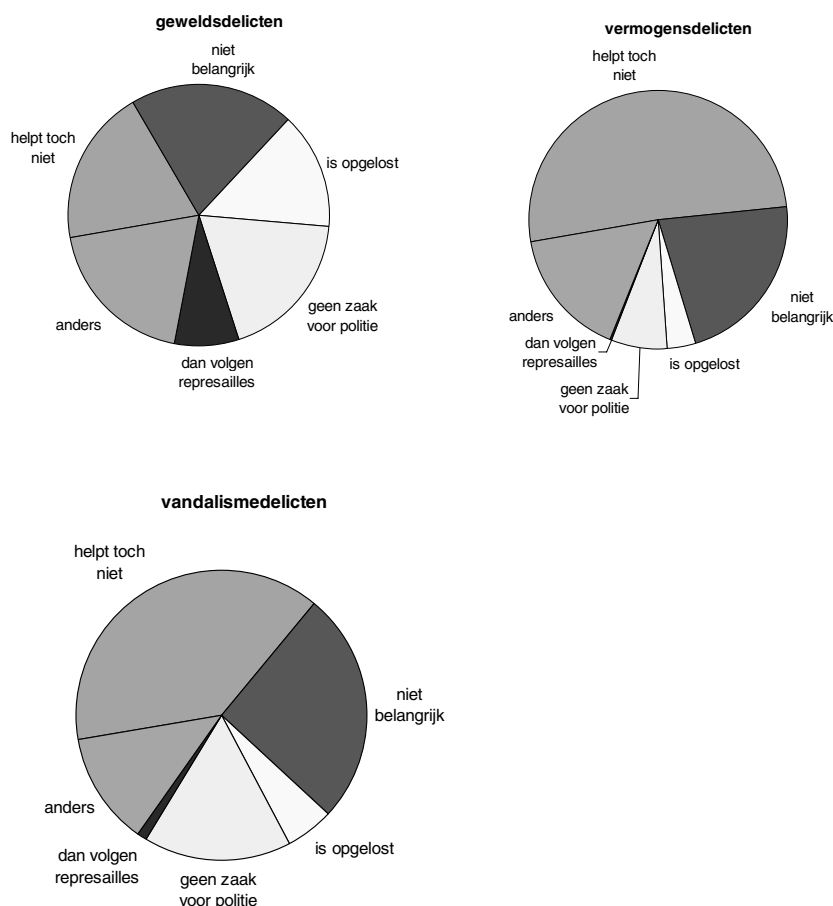 geweldsdelicten
niet
belangrijk
helpt toch
niet
is opgelost
anders
geen zaak
voor politie
dan volgen
represailles
vermogensdelicten
helpt toch
niet
niet
belangrijk
anders
dan volgen
represailles
is opgelost
geen zaak
voor politie
vandalismedelicten
helpt toch
niet
niet
belangrijk
anders
is opgelost
dan volgen
represailles
geen zaak
voor politie